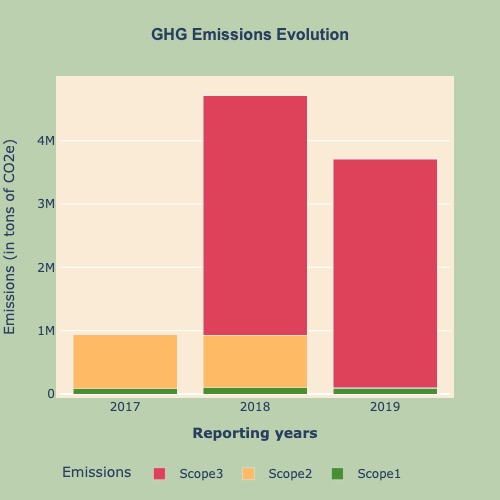 GHG Emissions Evolution
Emissions (in tons of CO2e)
4M
3M
2M
1M
0
2017 2018 2019
Reporting years
Emissions Scope3 Scope2 Scope1